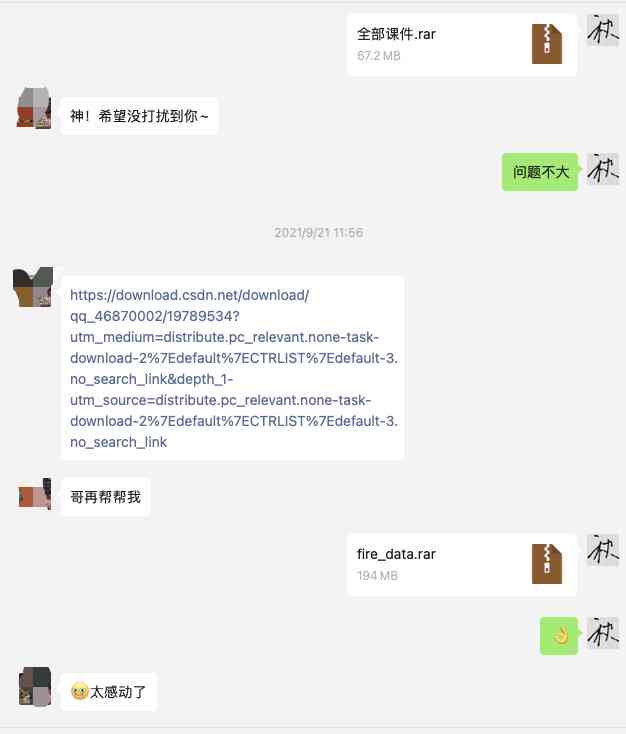 全部课件.rar
67.2 MB
神！希望没打扰到你~
问题不大
2021/9/21 11:56
https://download.csdn.net/download/
qq_46870002/19789534?
utm_medium=distribute.pc_relevant.none-task-
download-2%7Edefault%7ECTRLIST%7Edefault-3.
no_search_link&depth_1-
utm_source=distribute.pc_relevant.none-task-
download-2%7Edefault%7ECTRLIST%7Edefault-3.
no_search_link
哥再帮帮我
fire_data.rar
194 MB
👌
😭太感动了